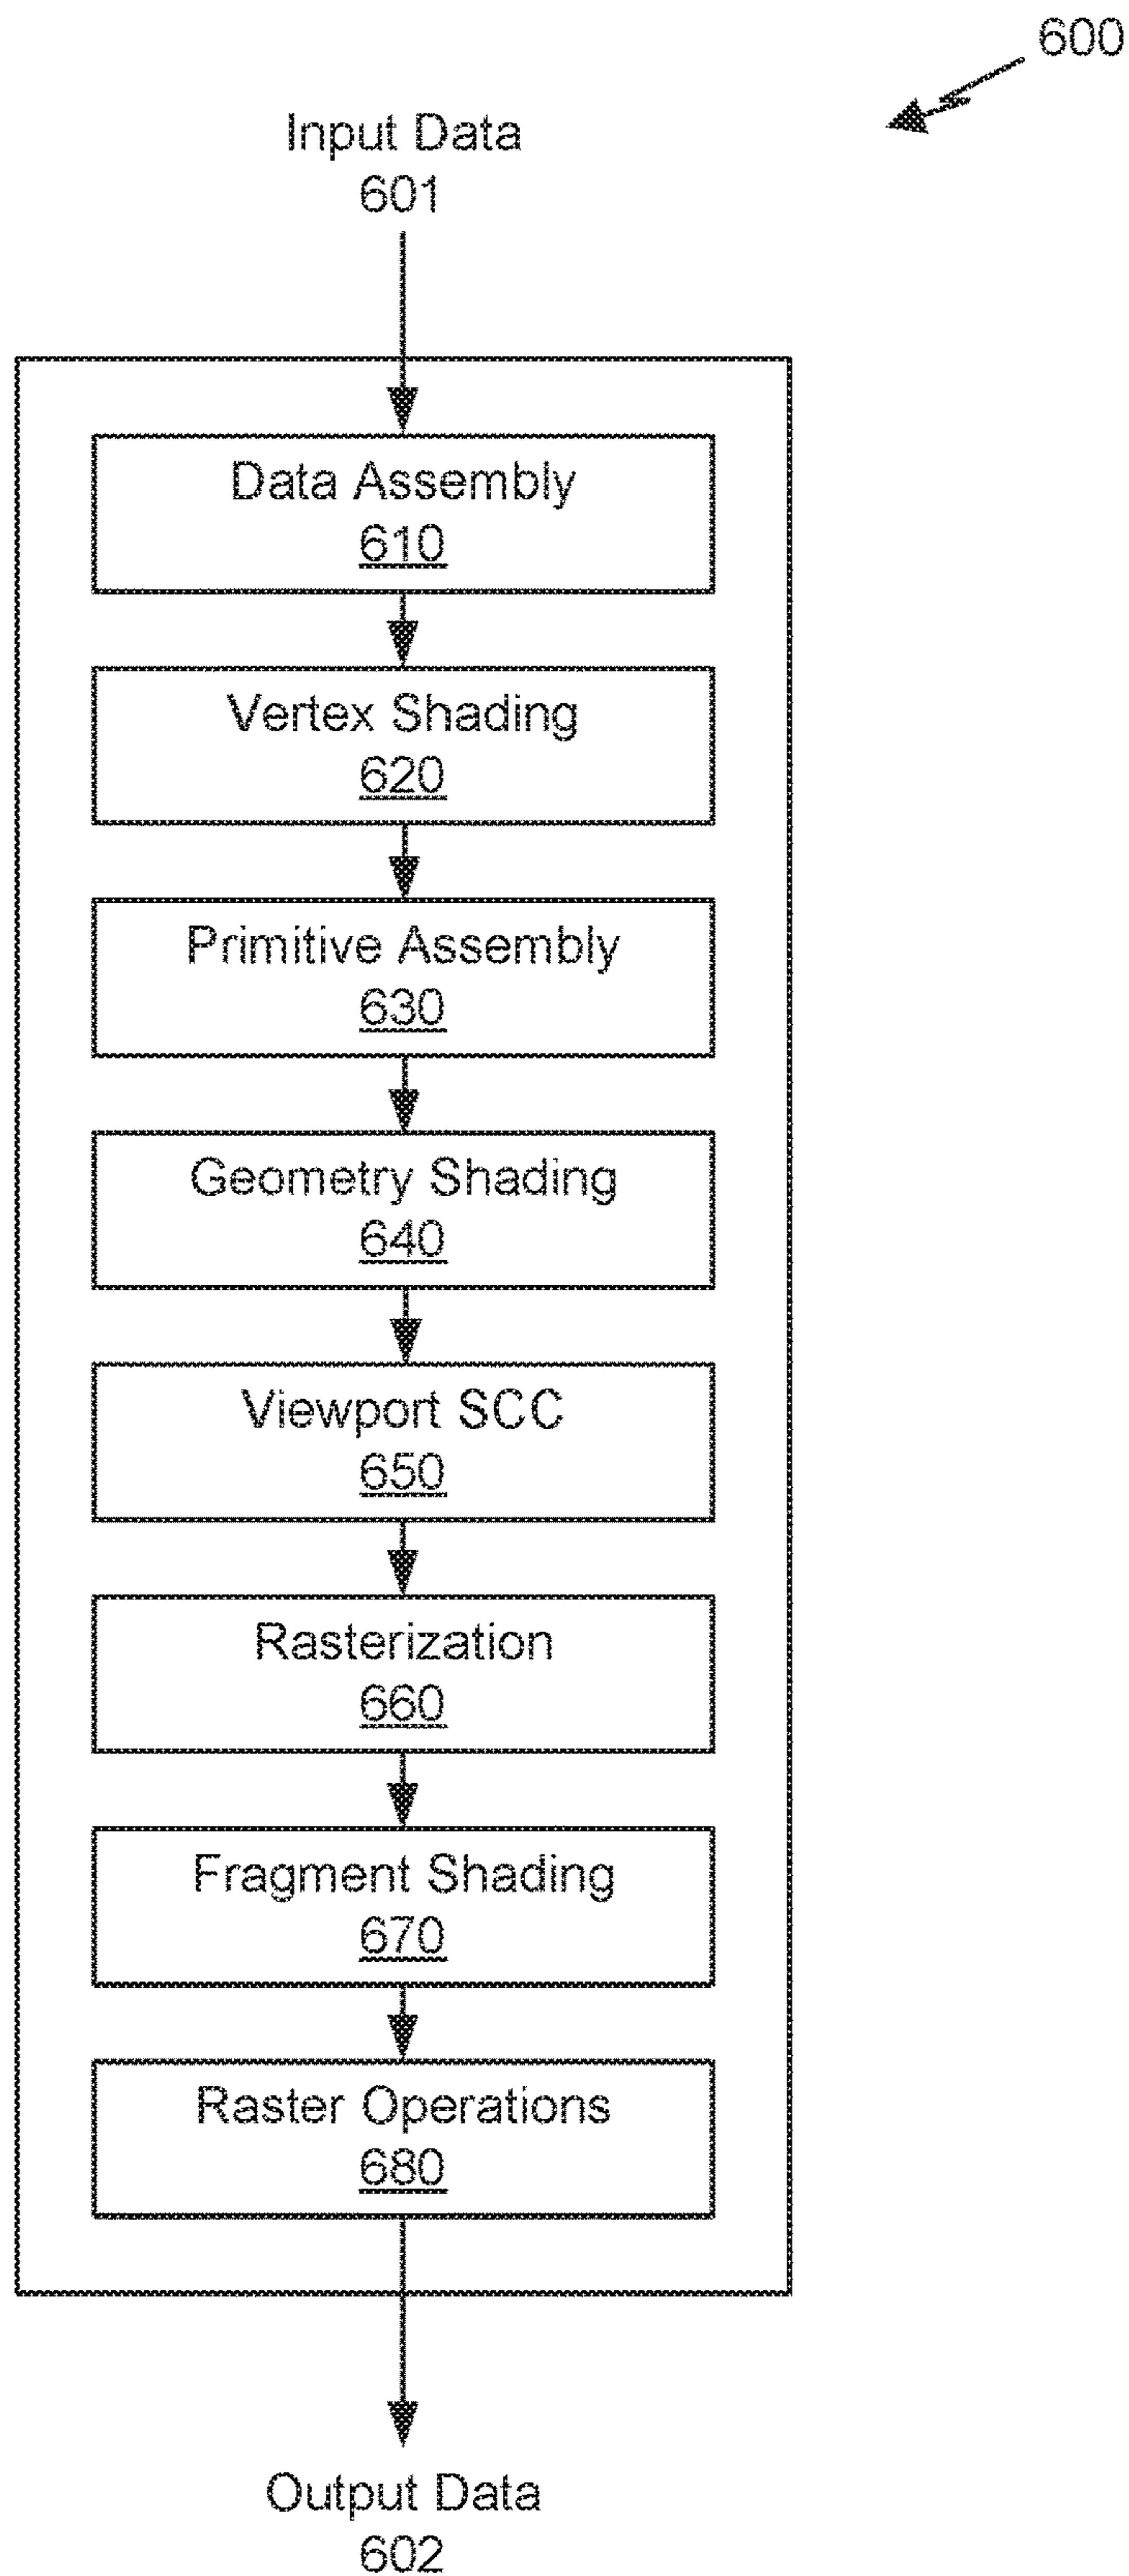 600
Input Data
601
Data Assembly
610
Vertex Shading
620
Primitive Assembly
630
Geometry Shading
640
Viewport SCC
650
Rasterization
660
Fragment Shading
670
Raster Operations
680
Output Data
602